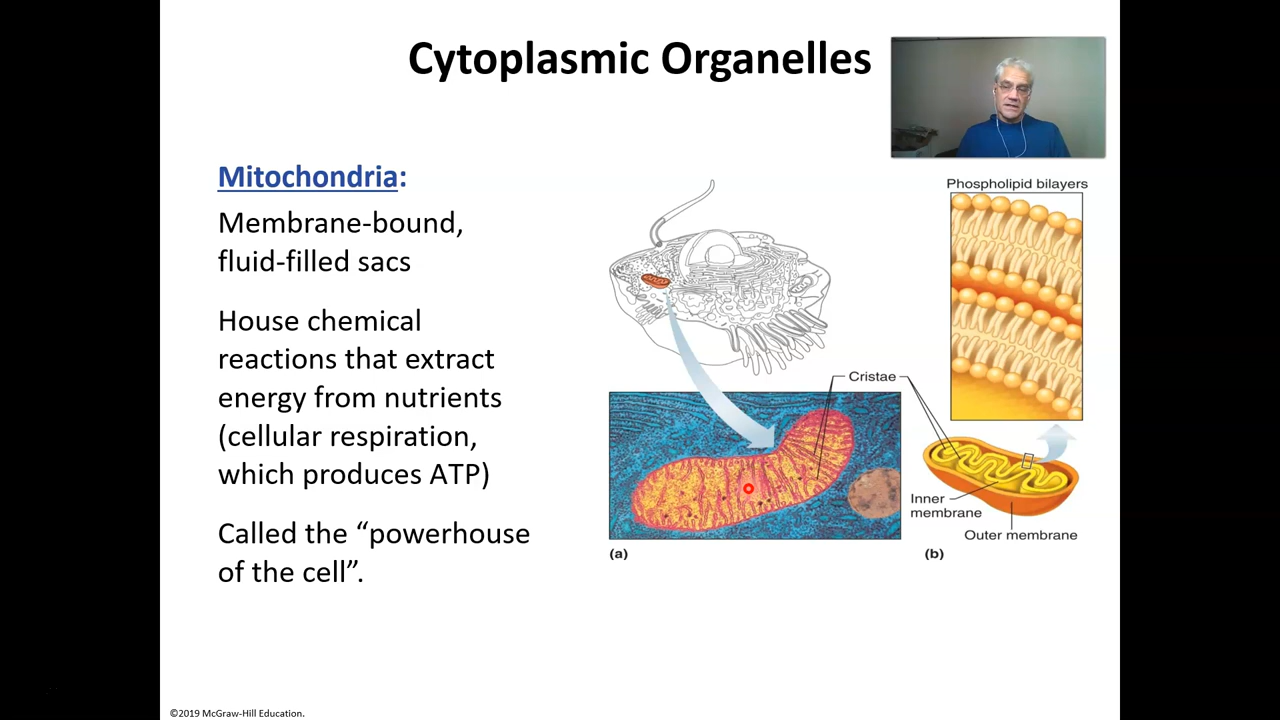 Cytoplasmic Organelles
Mitochondria:
Membrane-bound,
fluid-filled sacs
House chemical
reactions that extract
energy from nutrients
(cellular respiration,
which produces ATP)
Called the “powerhouse
of the cell”.
Phospholipid bilayers
Cristae
Inner
membrane
Outer membrane
(a)
(b)
©2019 McGraw-Hill Education.